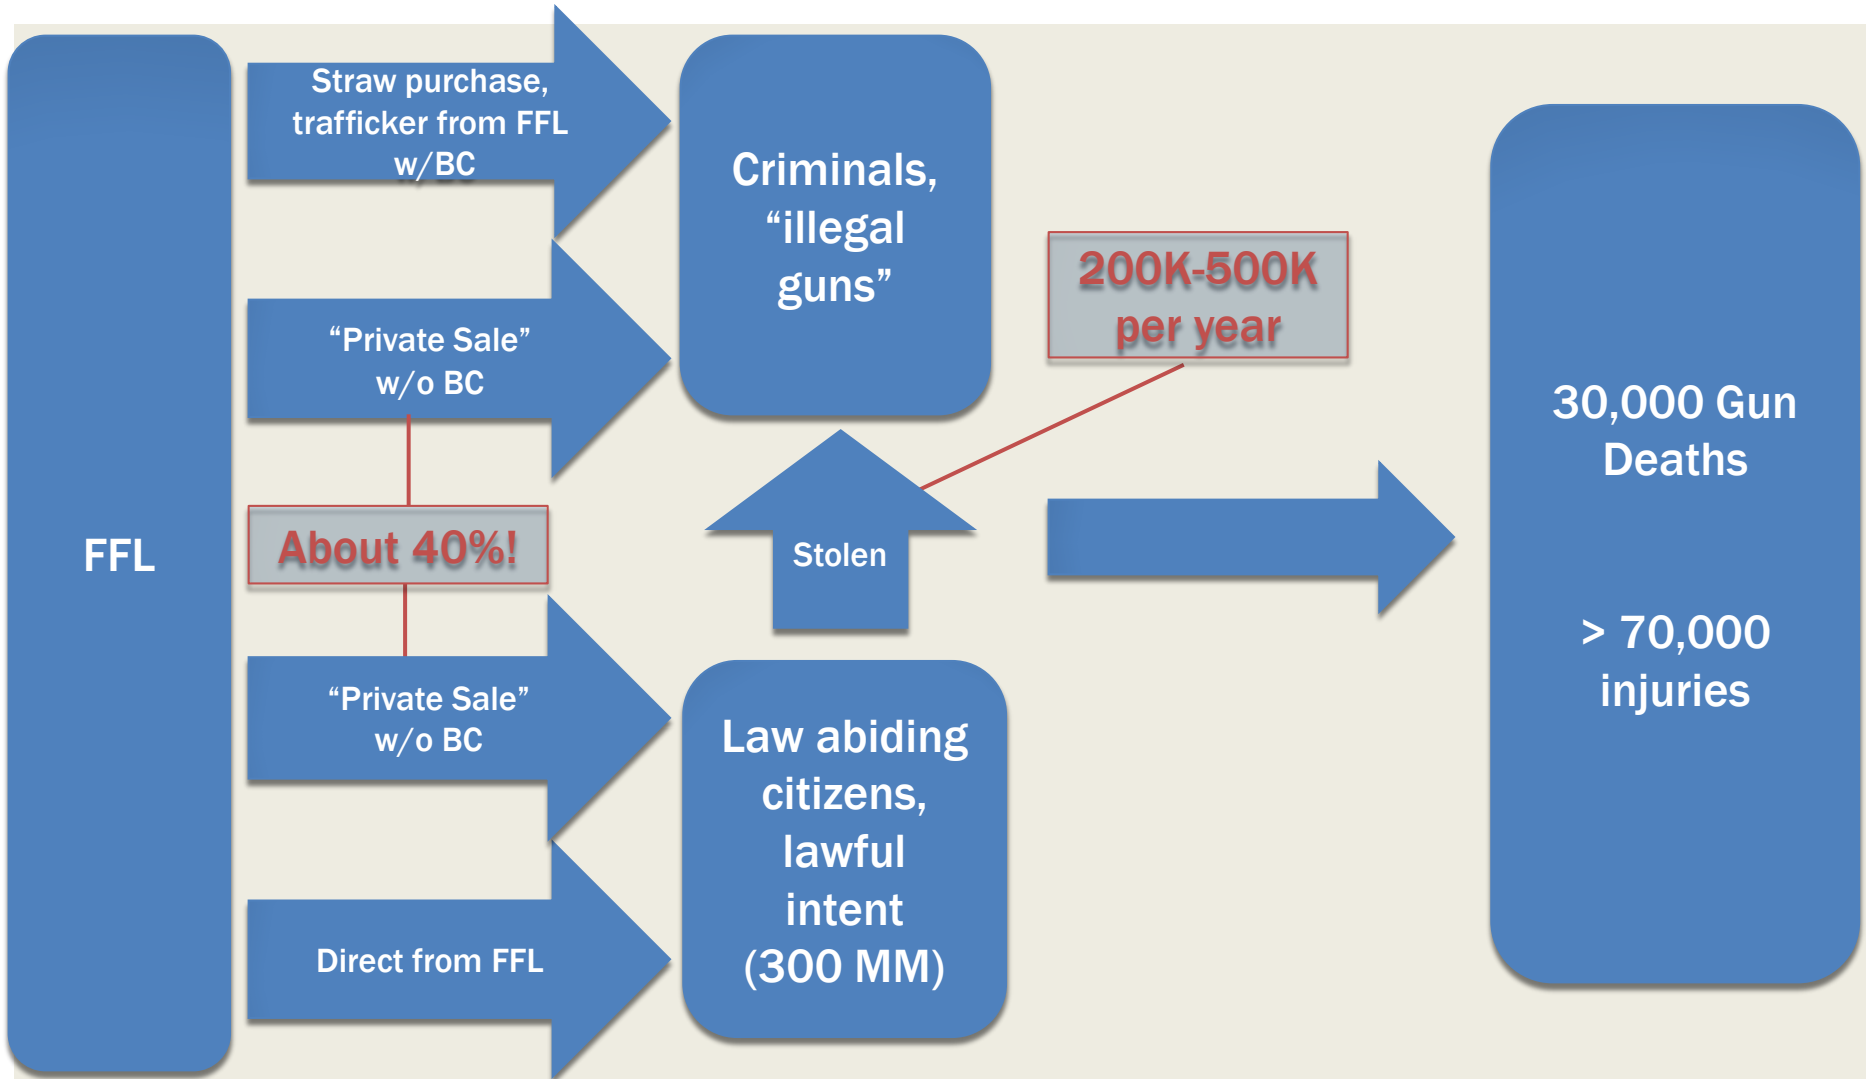 FFL
Straw purchase,
trafficker from FFL
w/BC
“Private Sale”
w/o BC
About 40%!
“Private Sale”
w/o BC
Direct from FFL
Criminals,
“illegal
guns”
Stolen
Law abiding
citizens,
lawful
intent
(300 MM)
200K-500K
per year
30,000 Gun
Deaths
> 70,000
injuries